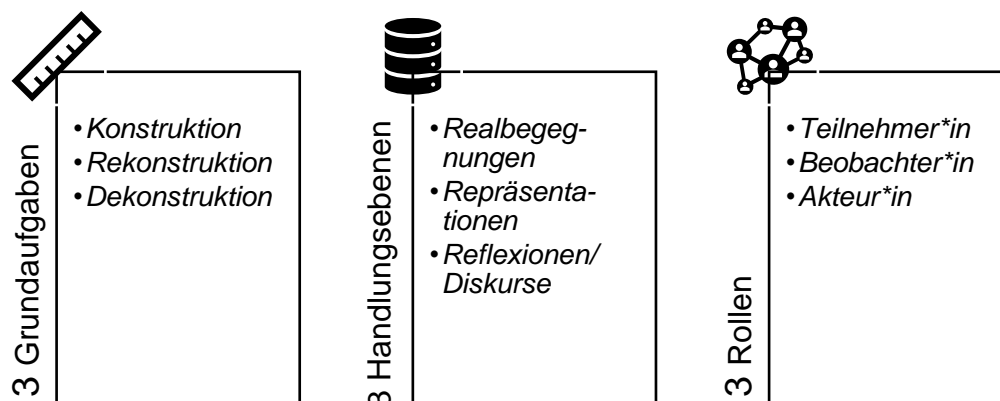 3 Grundaufgaben
• Konstruktion
• Rekonstruktion
• Dekonstruktion
3 Handlungsebenen
• Realbegeg-
nungen
• Repräsenta-
tionen
• Reflexionen/
Diskurse
3 Rollen
• Teilnehmer*in
• Beobachter*in
• Akteur*in